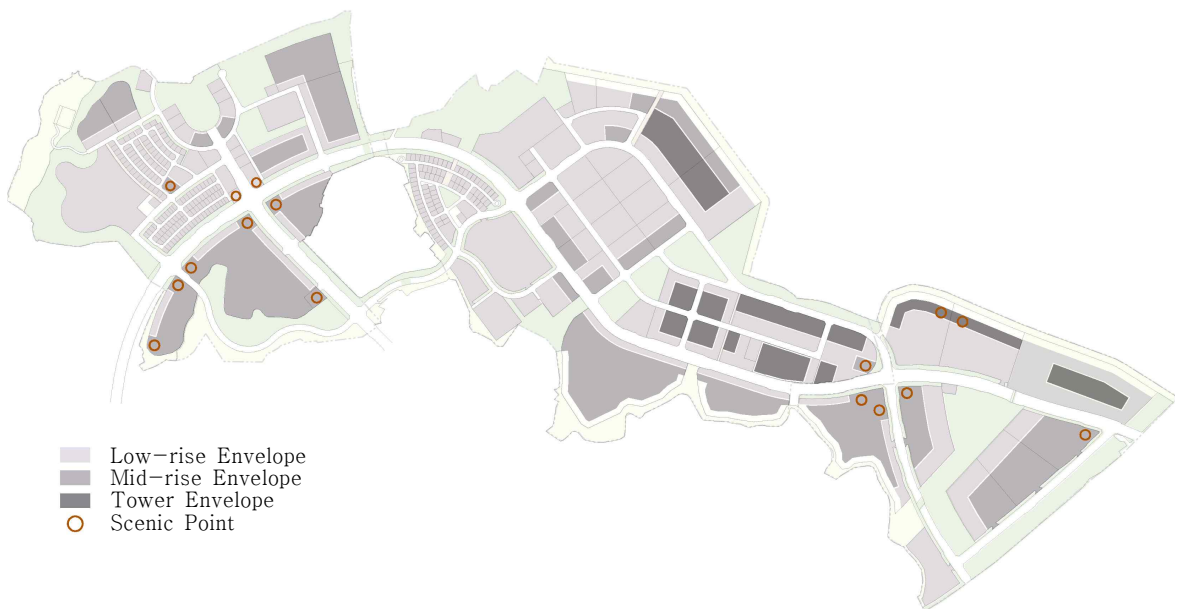 Low-rise Envelope
Mid-rise Envelope
Tower Envelope
Scenic Point